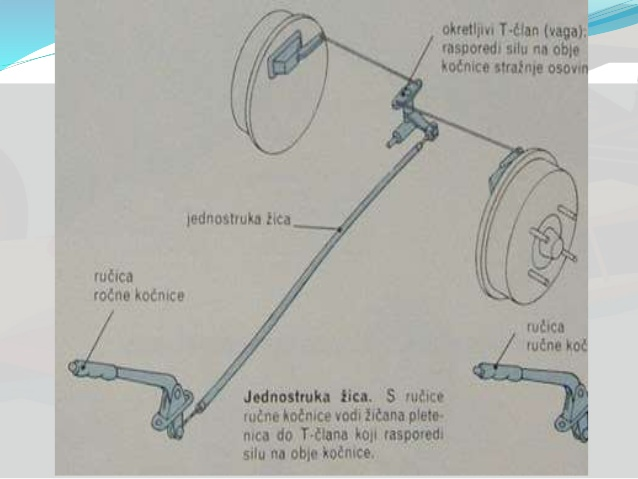 okretljivi T-član (vaga):
rasporedi silu na obje
kočnice stražnje osovin
jednostruka žica
ručica
ročne kočnice
ručica
ručne koč
Jednostruka žica. S ručice
ručne kočnice vodi žičana plete-
nica do T-člana koji rasporedi
silu na obje kočnice.